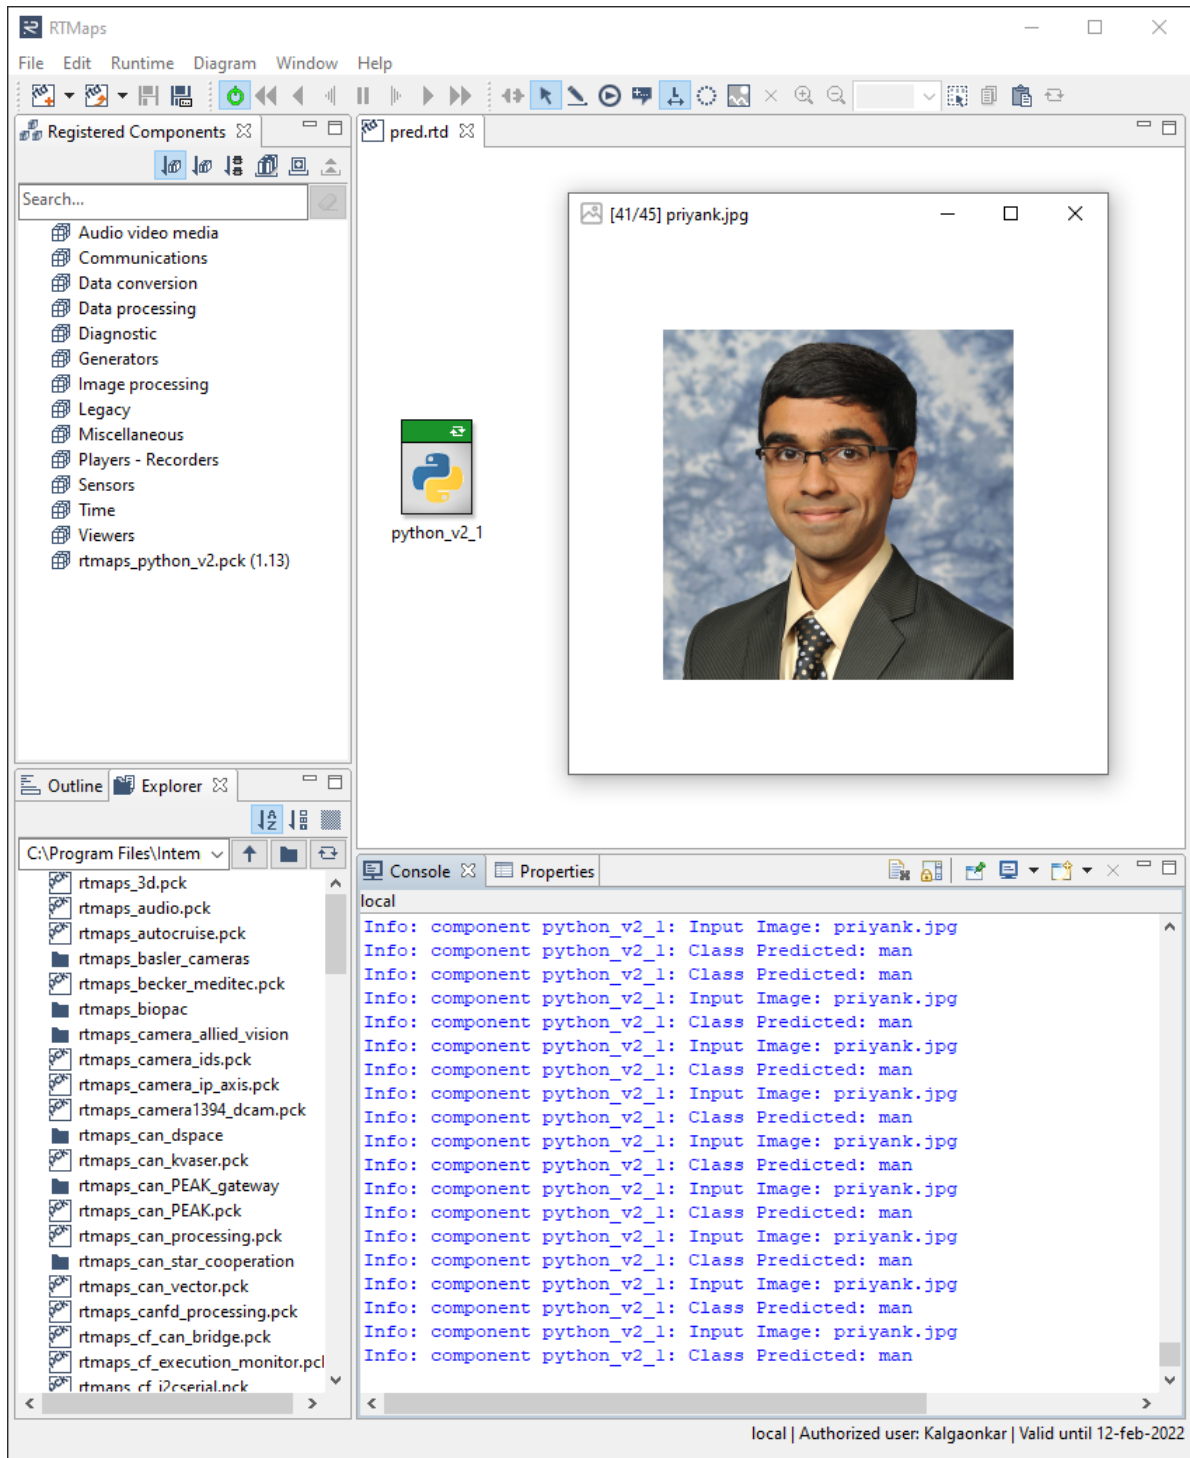 RTMaps
File Edit Runtime Diagram Window Help
Registered Components
Search...
Audio video media
Communications
Data conversion
Data processing
Diagnostic
Generators
Image processing
Legacy
Miscellaneous
Players - Recorders
Sensors
Time
Viewers
rtmaps_python_v2.pck (1.13)
pred.rtd
[41/45] priyank.jpg
python_v2_1
Outline Explorer
C:\Program Files\Intem
rtmaps_3d.pck
rtmaps_audio.pck
rtmaps_autocruise.pck
rtmaps_basler_cameras
rtmaps_becker_meditec.pck
rtmaps_biopac
rtmaps_camera_allied_vision
rtmaps_camera_ids.pck
rtmaps_camera_ip_axis.pck
rtmaps_camera1394_dcam.pck
rtmaps_can_dspace
rtmaps_can_kvaser.pck
rtmaps_can_PEAK_gateway
rtmaps_can_PEAK.pck
rtmaps_can_processing.pck
rtmaps_can_star_cooperation
rtmaps_can_vector.pck
rtmaps_canfd_processing.pck
rtmaps_cf_can_bridge.pck
rtmaps_cf_execution_monitor.pcl
rtmaps_cf_i2cserial.pck
Console Properties
local
Info: component python_v2_1: Input Image: priyank.jpg
Info: component python_v2_1: Class Predicted: man
Info: component python_v2_1: Class Predicted: man
Info: component python_v2_1: Input Image: priyank.jpg
Info: component python_v2_1: Class Predicted: man
Info: component python_v2_1: Input Image: priyank.jpg
Info: component python_v2_1: Class Predicted: man
Info: component python_v2_1: Input Image: priyank.jpg
Info: component python_v2_1: Class Predicted: man
Info: component python_v2_1: Input Image: priyank.jpg
Info: component python_v2_1: Class Predicted: man
Info: component python_v2_1: Input Image: priyank.jpg
Info: component python_v2_1: Class Predicted: man
Info: component python_v2_1: Input Image: priyank.jpg
Info: component python_v2_1: Class Predicted: man
Info: component python_v2_1: Input Image: priyank.jpg
Info: component python_v2_1: Class Predicted: man
Info: component python_v2_1: Input Image: priyank.jpg
Info: component python_v2_1: Class Predicted: man
local | Authorized user: Kalgaonkar | Valid until 12-feb-2022